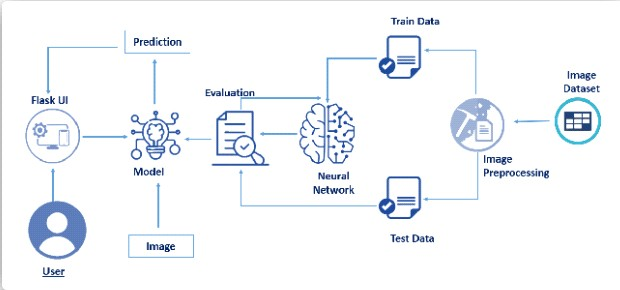 Train Data
Prediction
Image
Dataset
Flask UI
Evaluation
Model
Neural
Network
Image
Preprocessing
Image
Test Data
User